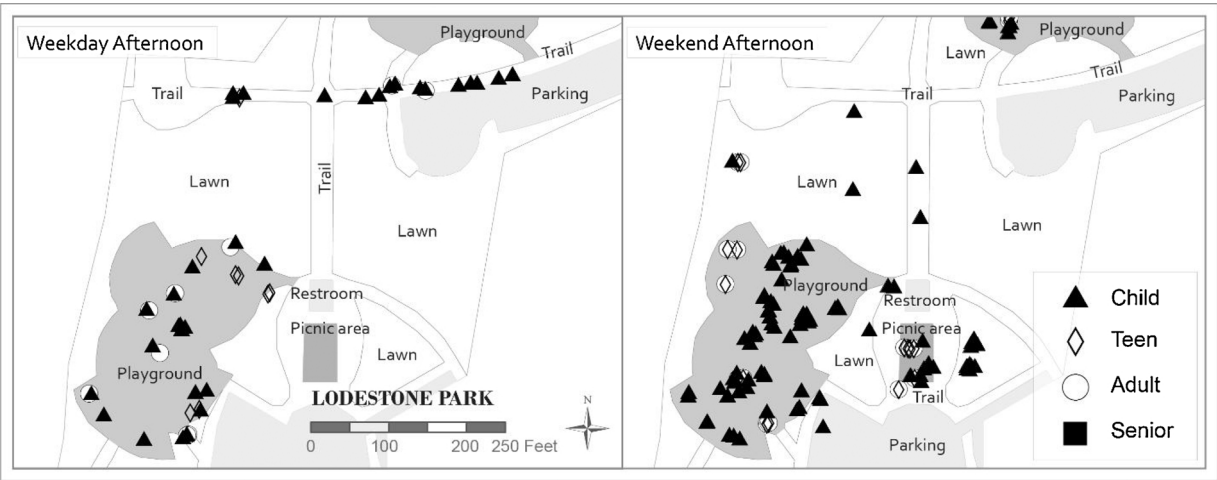 Weekday Afternoon
Playground
Trail
Trail
Parking
Trail
Lawn
Lawn
Restroom
Picnic area
Lawn
Playground
LODESTONE PARK
N
0 100 200 250 Feet
Weekend Afternoon
Playground
Lawn
Trail
Trail
Parking
Lawn
Lawn
Playground
Restroom
Picnic area
Lawn
Trail
Parking
Child
Teen
Adult
Senior